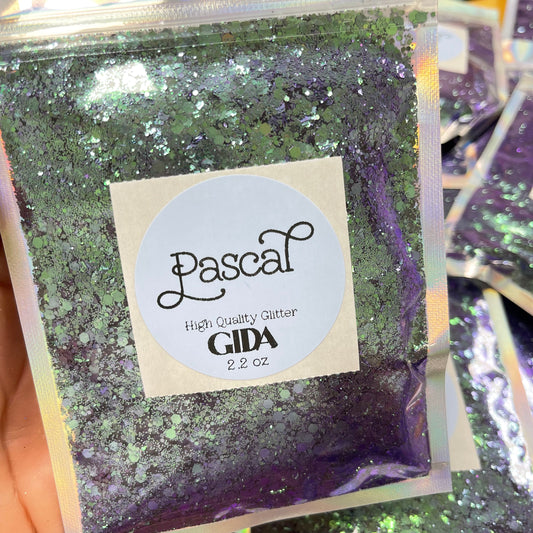 Pascal
High Quality Glitter
GIDA
2.2 oz